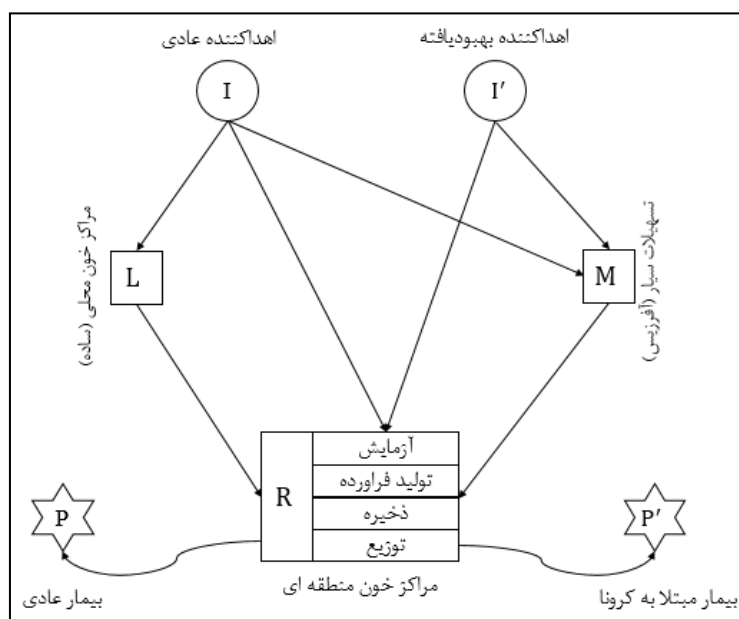 اهداکننده بهبودیافته
اهداکننده عادی
I
I′
مراکز خون محلی (ساده)
L
M
تسهیلات سیار (آفرزیس)
R
آزمایش
تولید فراورده
ذخیره
توزیع
P
P′
مراکز خون منطقه ای
بیمار عادی
بیمار مبتلا به کرونا